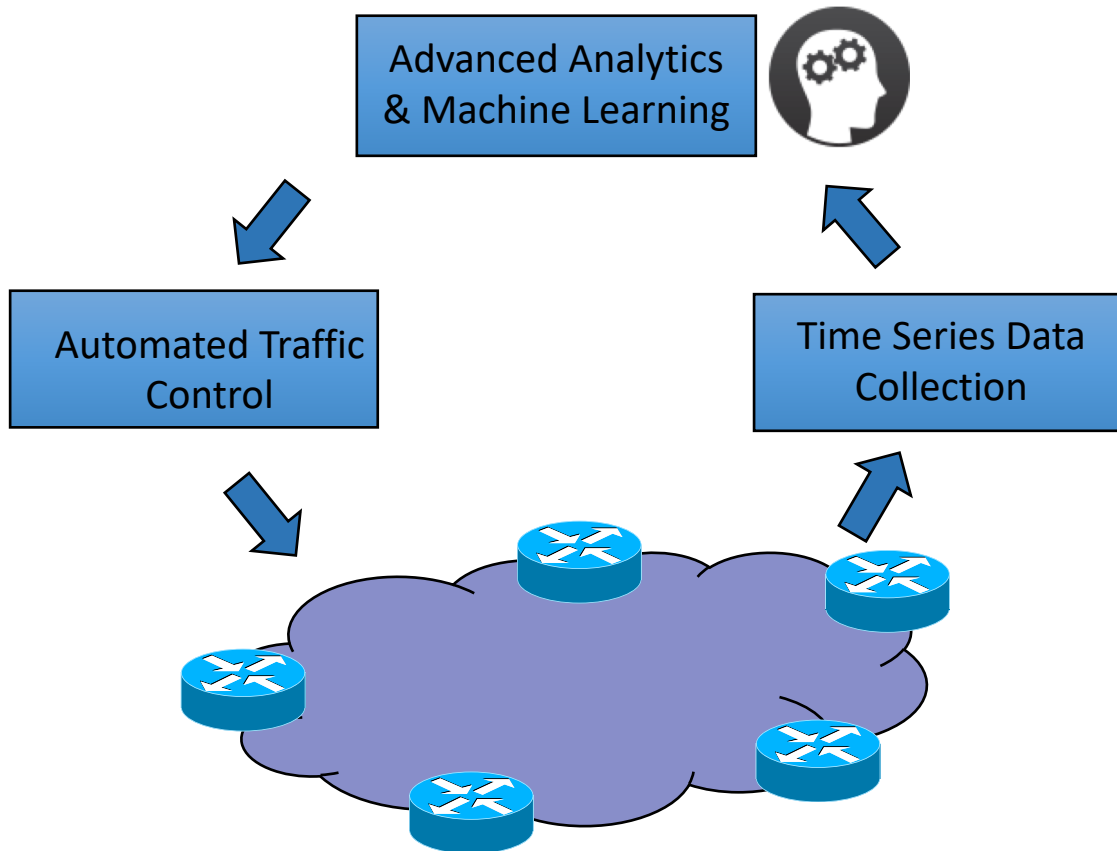 Advanced Analytics
& Machine Learning
Automated Traffic
Control
Time Series Data
Collection